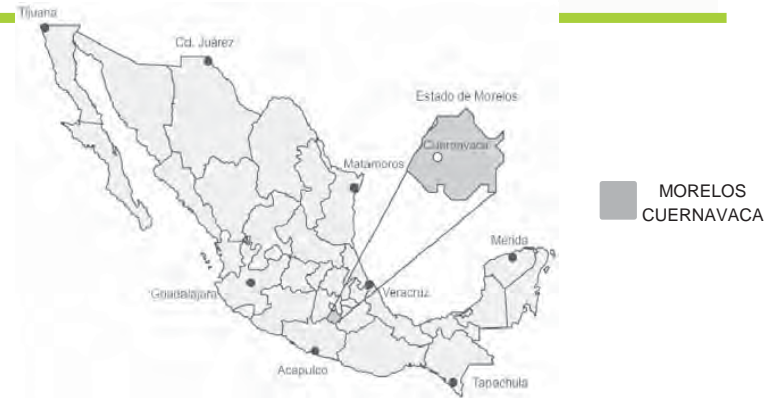 Tijuana
Cd. Juárez
Estado de Morelos
Cuernavaca
Matamoros
MORELOS
CUERNAVACA
Mérida
Guadalajara
Veracruz
Acapulco
Tapachula